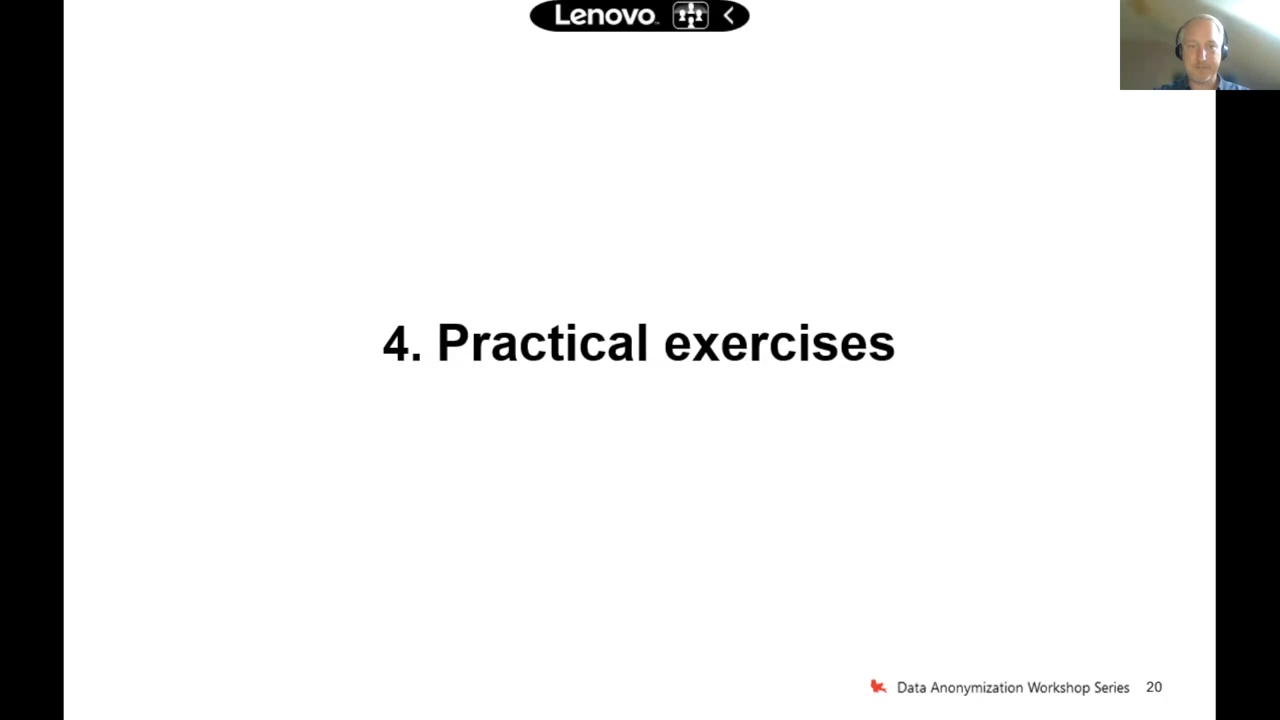 Lenovo
4. Practical exercises
Data Anonymization Workshop Series 20